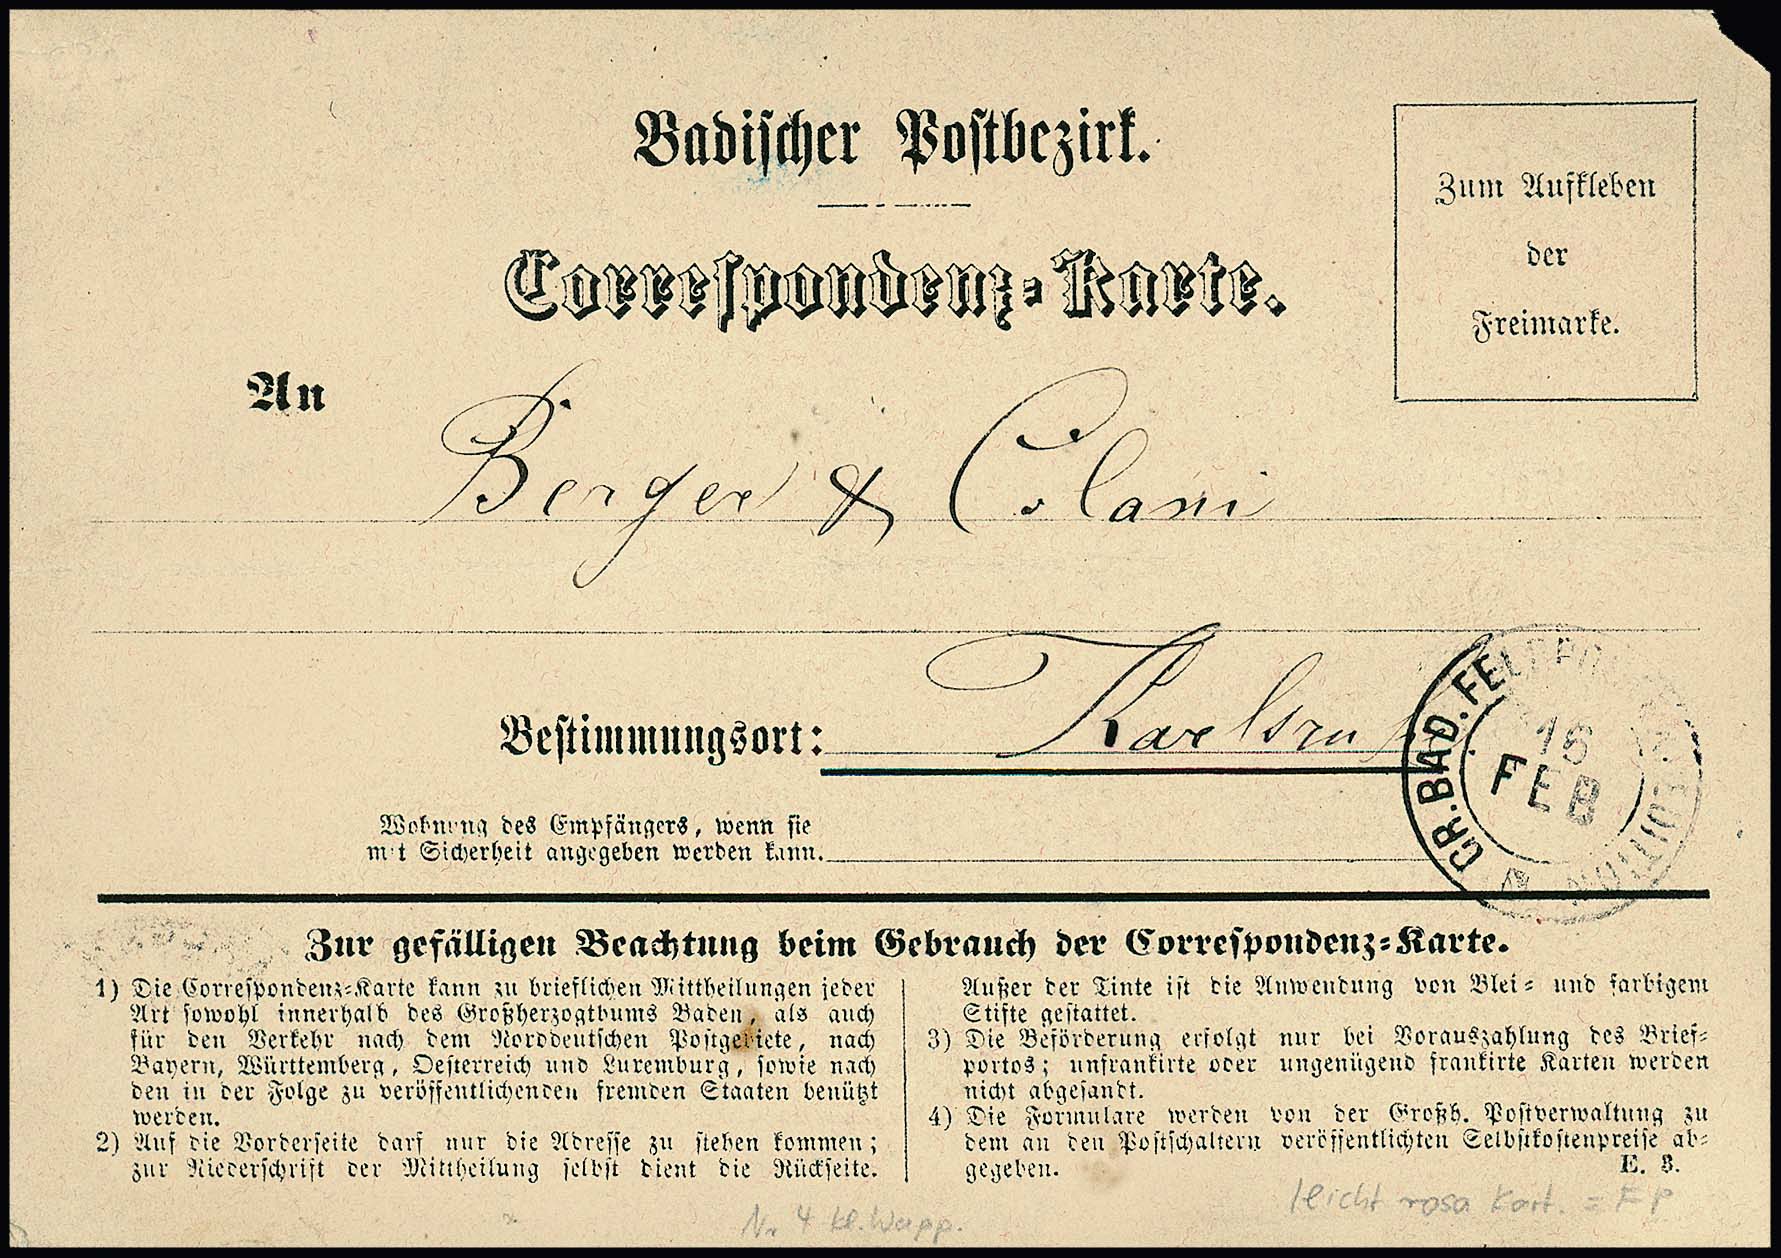 Badischer Postbezirk.
Correspondenz-Karte.
Zum Aufkleben
der
Freimarke.
An
Berger & Colani
Bestimmungsort: Karlsruhe
GR. BAD. FELDPOST-EXPEDITION
16
FEB
Wohnung des Empfängers, wenn sie
mit Sicherheit angegeben werden kann.
Zur gefälligen Beachtung beim Gebrauch der Correspondenz-Karte.
1) Die Correspondenz-Karte kann zu brieflichen Mittheilungen jeder
Art sowohl innerhalb des Großherzogthums Baden, als auch
für den Verkehr nach dem Norddeutschen Postgebiete, nach
Bayern, Württemberg, Oesterreich und Luxemburg, sowie nach
den in der Folge zu veröffentlichenden fremden Staaten benützt
werden.
2) Auf die Vorderseite darf nur die Adresse zu stehen kommen;
zur Niederschrift der Mittheilung selbst dient die Rückseite.
Außer der Tinte ist die Anwendung von Blei- und farbigem
Stifte gestattet.
3) Die Beförderung erfolgt nur bei Vorauszahlung des Brief-
portos; unfrankirte oder ungenügend frankirte Karten werden
nicht abgesandt.
4) Die Formulare werden von der Großh. Postverwaltung zu
dem an den Postschaltern veröffentlichten Selbstkostenpreise ab-
gegeben.
E. 3.
leicht rosa Kart. = FP
Nr 4 kl. Wapp.